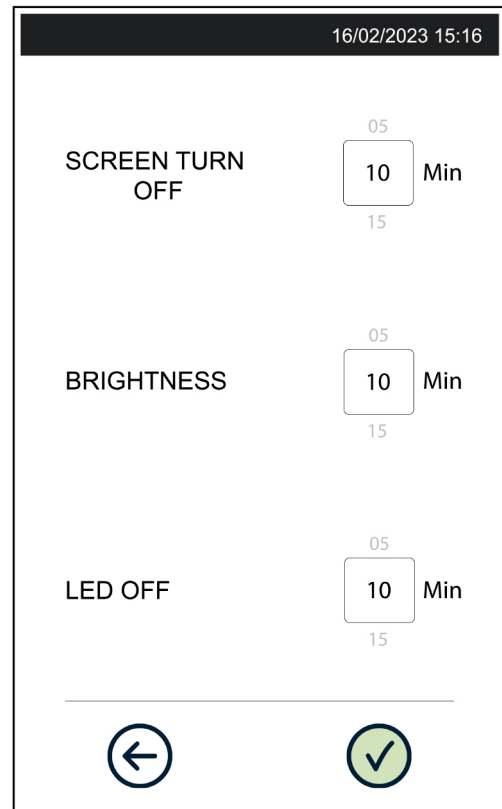 16/02/2023 15:16
05
SCREEN TURN
OFF
10 Min
15
05
BRIGHTNESS
10 Min
15
05
LED OFF
10 Min
15